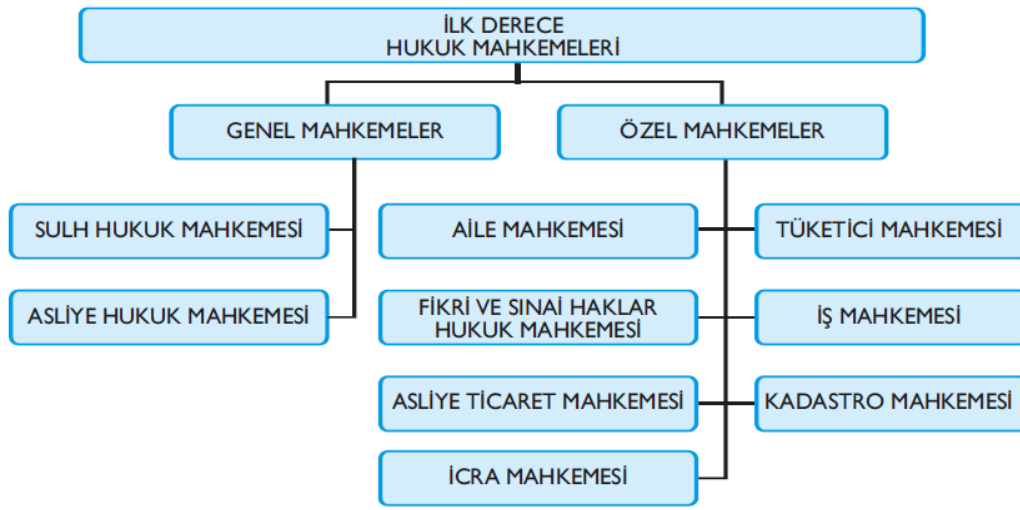 İLK DERECE
HUKUK MAHKEMELERİ
GENEL MAHKEMELER
ÖZEL MAHKEMELER
SULH HUKUK MAHKEMESİ
AİLE MAHKEMESİ
TÜKETİCİ MAHKEMESİ
ASLİYE HUKUK MAHKEMESİ
FİKRİ VE SINAİ HAKLAR
HUKUK MAHKEMESİ
İŞ MAHKEMESİ
ASLİYE TİCARET MAHKEMESİ
KADASTRO MAHKEMESİ
İCRA MAHKEMESİ